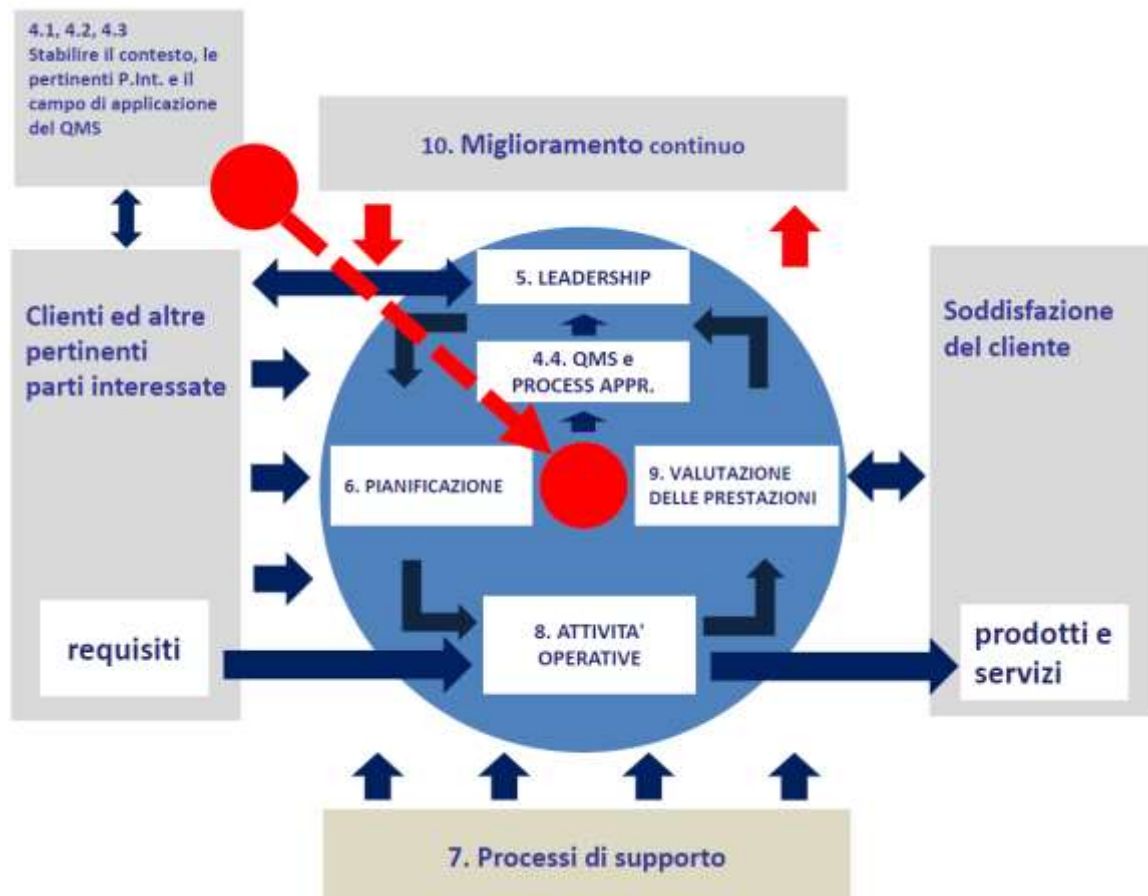 4.1, 4.2, 4.3
Stabilire il contesto, le
pertinenti P.Int. e il
campo di applicazione
del QMS
10. Miglioramento continuo
5. LEADERSHIP
Clienti ed altre
pertinenti
parti interessate
Soddisfazione
del cliente
4.4. QMS e
PROCESS APPR.
6. PIANIFICAZIONE
9. VALUTAZIONE
DELLE PRESTAZIONI
requisiti
8. ATTIVITA'
OPERATIVE
prodotti e
servizi
7. Processi di supporto